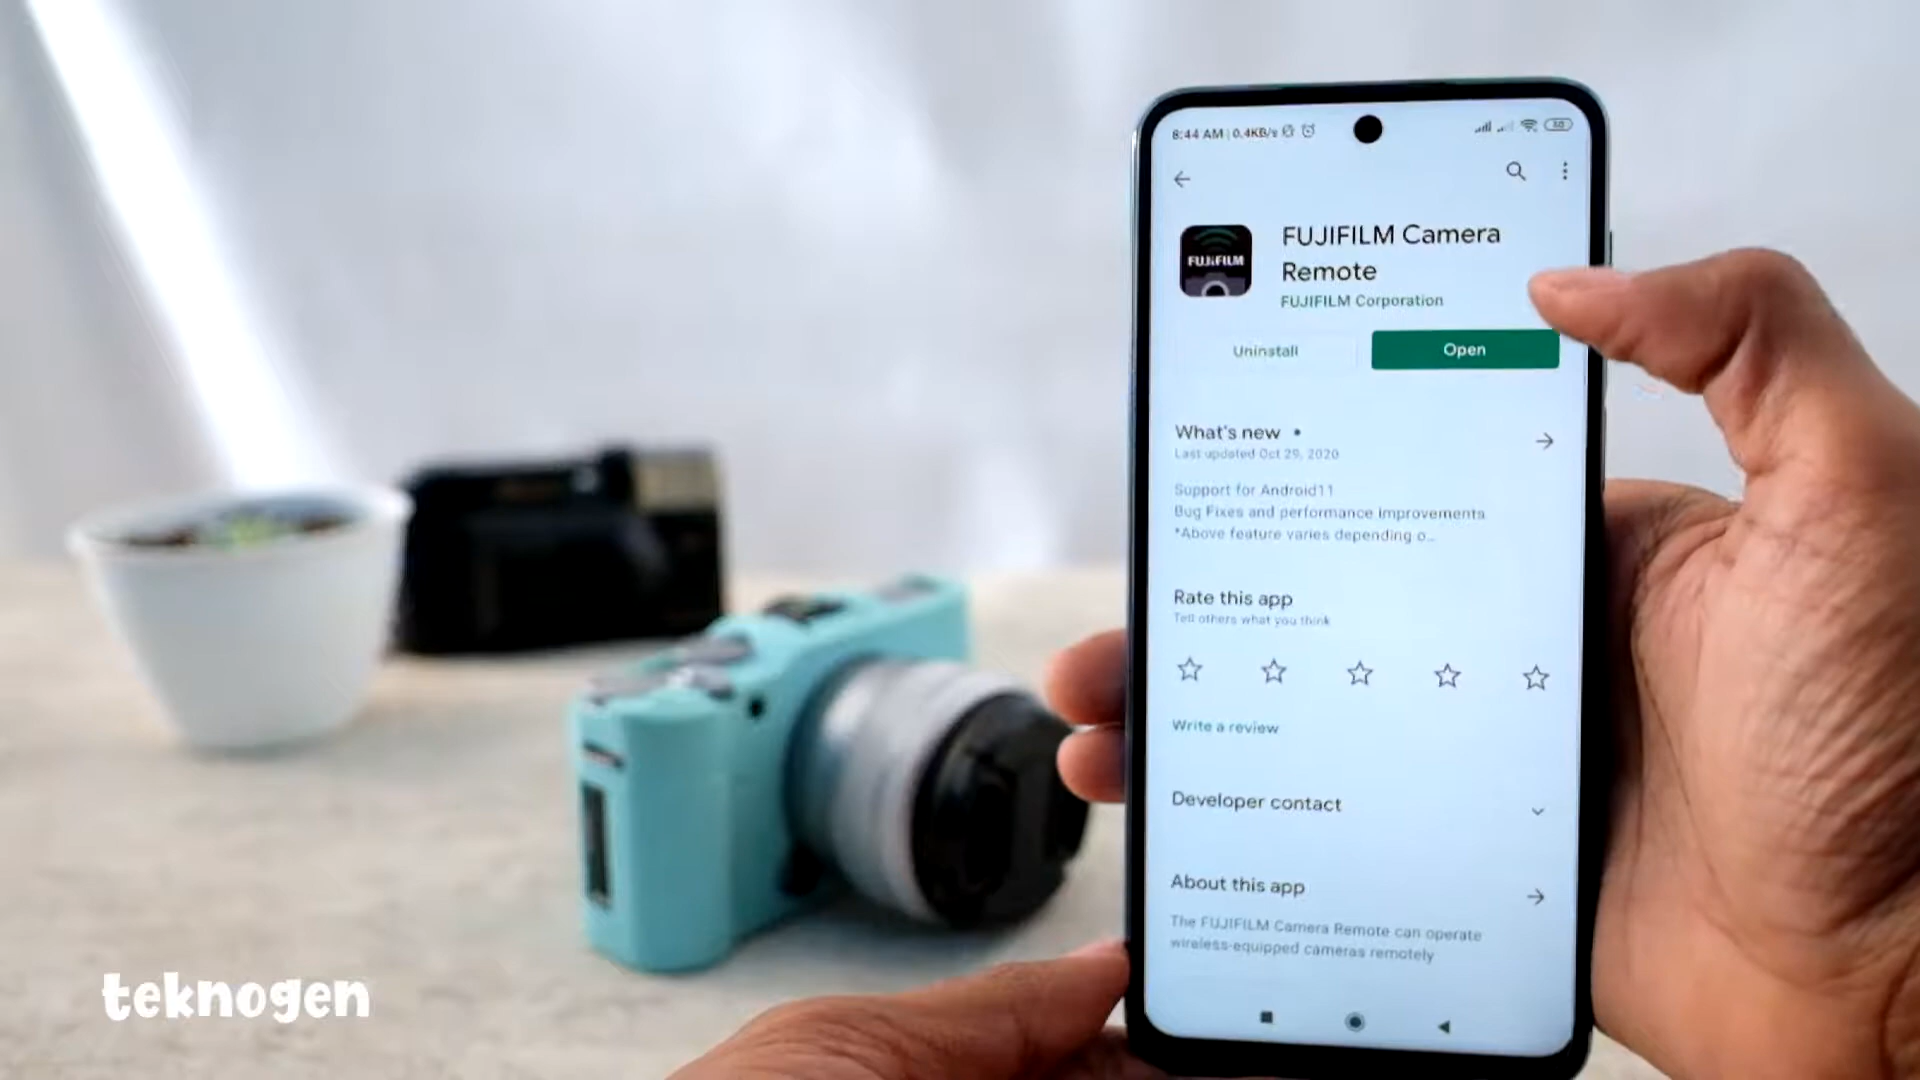 8:44 AM | 0.4KB/s
FUJIFILM Camera
Remote
FUJIFILM
FUJIFILM Corporation
Uninstall
Open
What's new •
Last updated Oct 29, 2020
Support for Android11
Bug Fixes and performance improvements
*Above feature varies depending o...
Rate this app
Tell others what you think
Write a review
Developer contact
About this app
The FUJIFILM Camera Remote can operate
wireless-equipped cameras remotely
teknogen